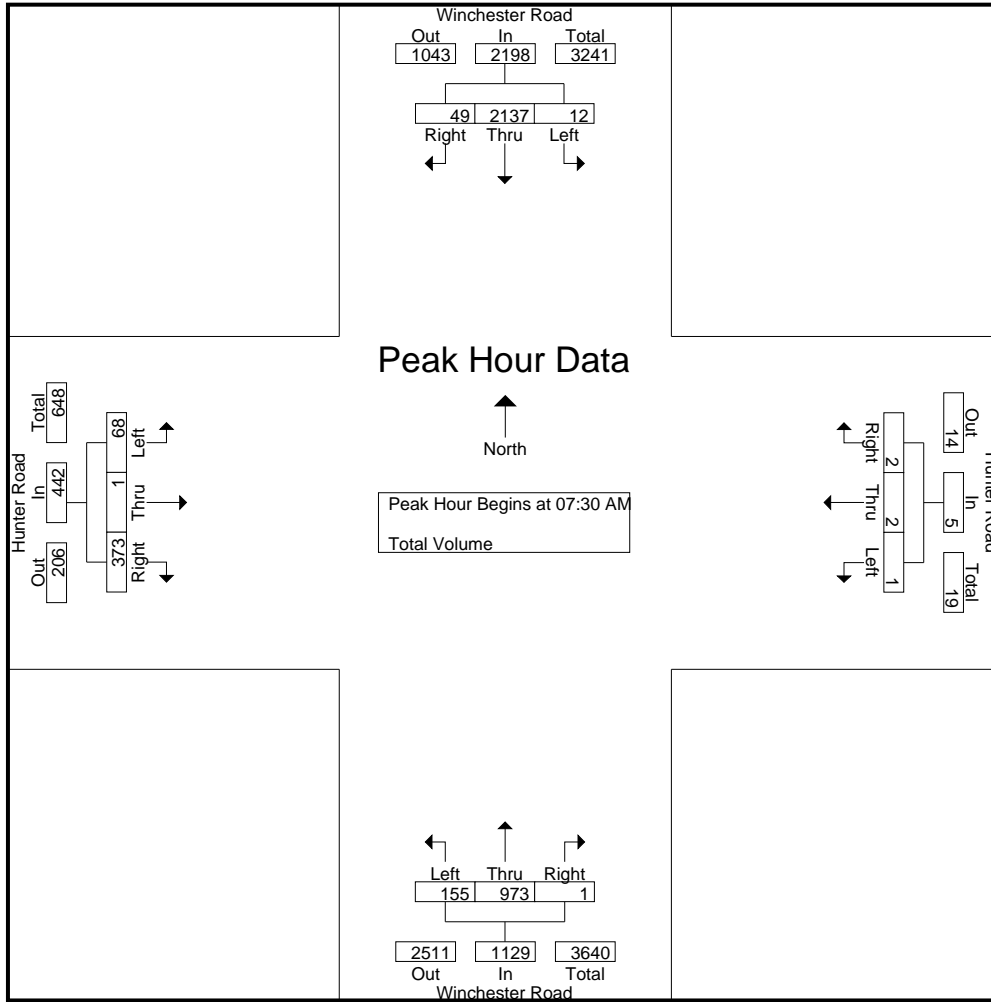 Winchester Road
Out In Total
1043 2198 3241
49 2137 12
Right Thru Left
Peak Hour Data
North
Peak Hour Begins at 07:30 AM
Total Volume
Hunter Road
Out In Total
206 442 648
373 1 68
Right Thru Left
Hunter Road
Out In Total
14 5 19
2 2 1
Right Thru Left
Left Thru Right
155 973 1
2511 1129 3640
Out In Total
Winchester Road